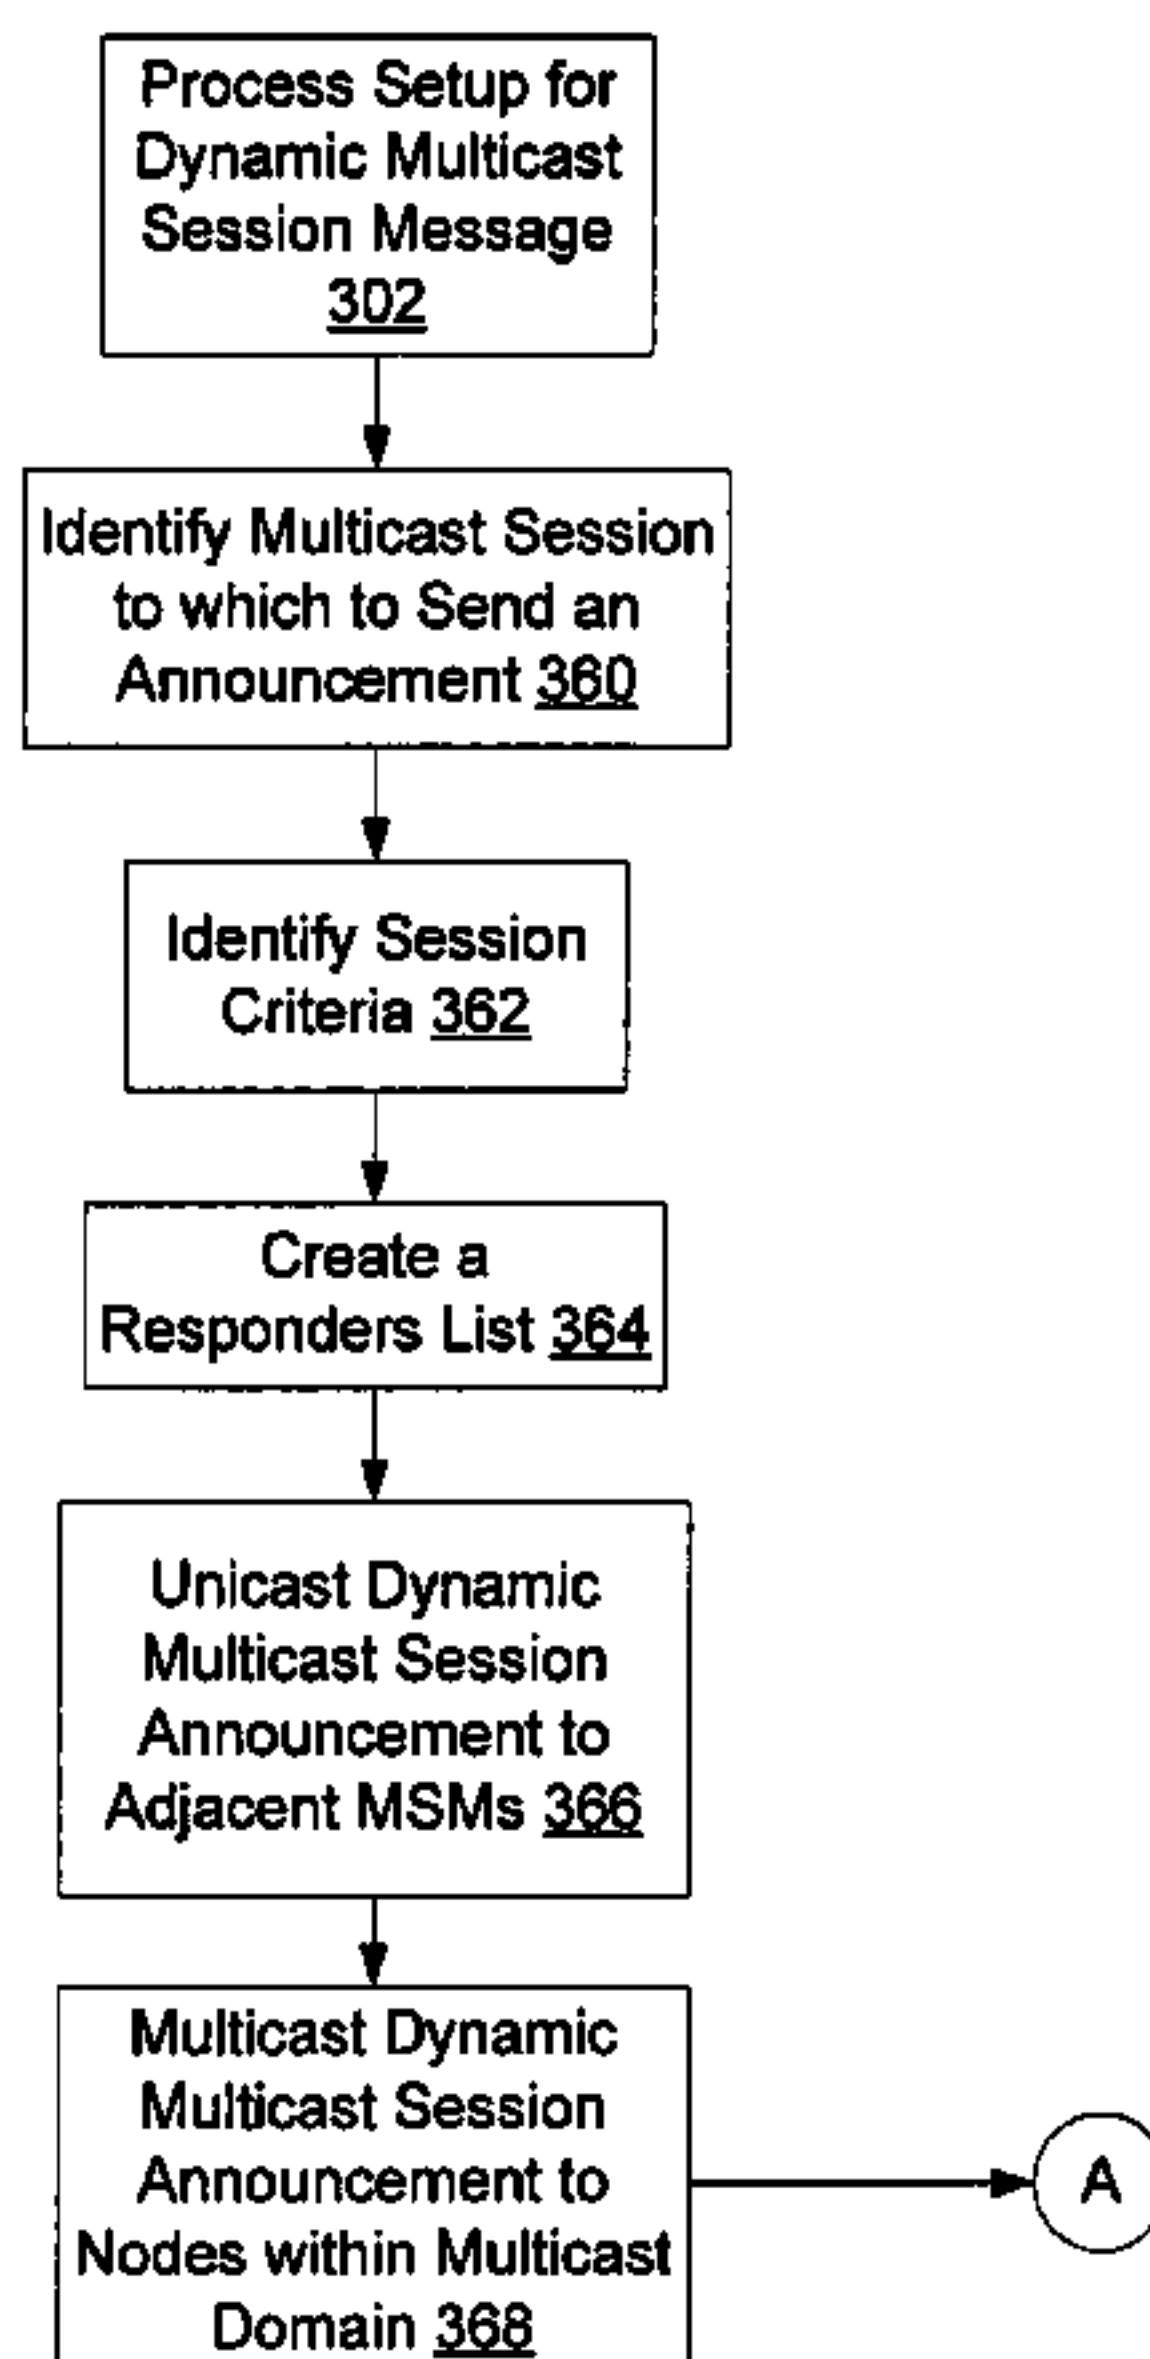 Process Setup for
Dynamic Multicast
Session Message
302
Identify Multicast Session
to which to Send an
Announcement 360
Identify Session
Criteria 362
Create a
Responders List 364
Unicast Dynamic
Multicast Session
Announcement to
Adjacent MSMs 366
Multicast Dynamic
Multicast Session
Announcement to
Nodes within Multicast
Domain 368
A